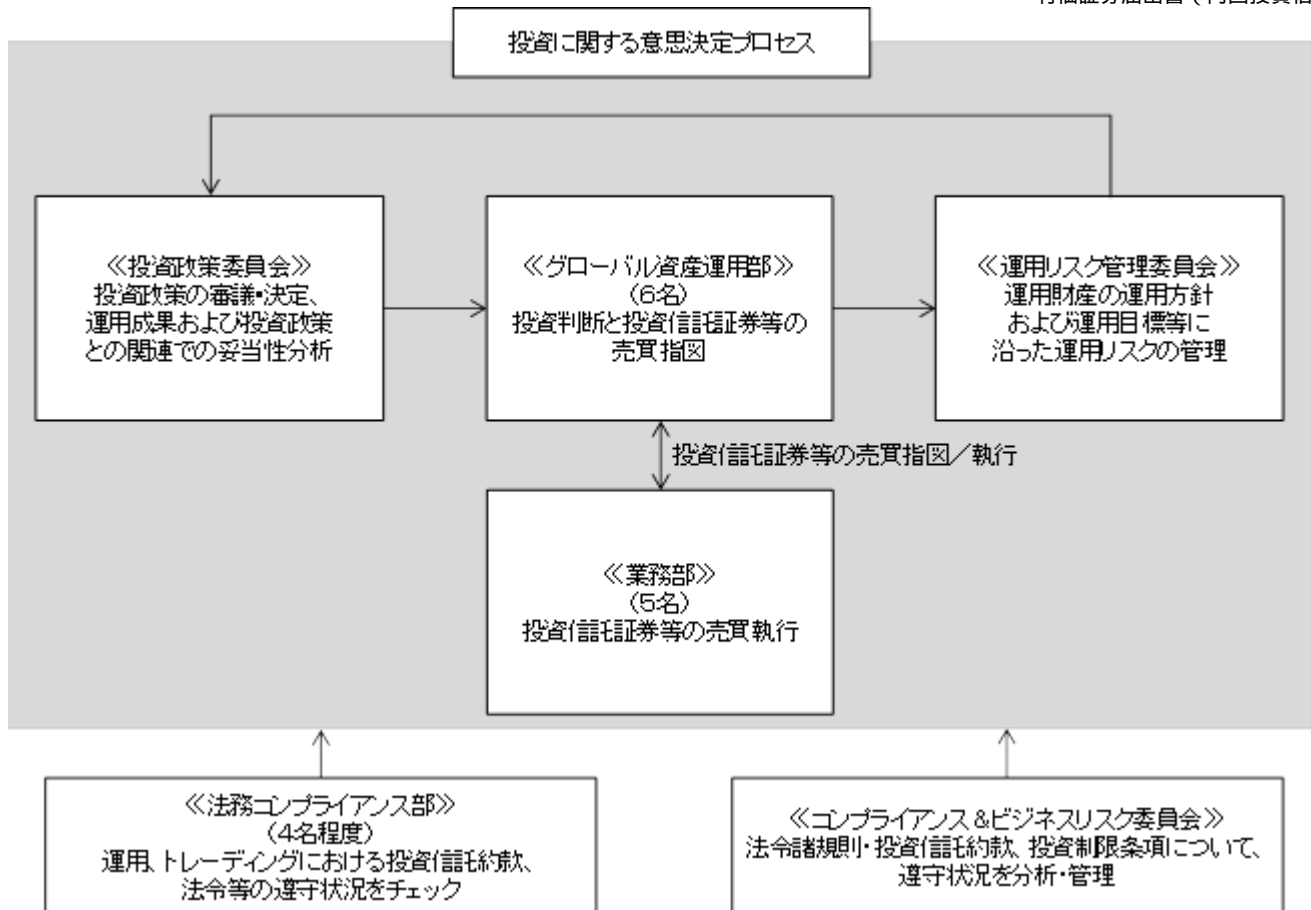 投資に関する意思決定プロセス
≪投資政策委員会≫
投資政策の審議・決定、
運用成果および投資政策
との関連での妥当性分析
≪グローバル資産運用部≫
(6名)
投資判断と投資信託証券等の
売買指図
≪運用リスク管理委員会≫
運用財産の運用方針
および運用目標等に
沿った運用リスクの管理
投資信託証券等の売買指図/執行
≪業務部≫
(5名)
投資信託証券等の売買執行
≪法務コンプライアンス部≫
(4名程度)
運用、トレーディングにおける投資信託約款、
法令等の遵守状況をチェック
≪コンプライアンス&ビジネスリスク委員会≫
法令諸規則・投資信託約款、投資制限条項について、
遵守状況を分析・管理